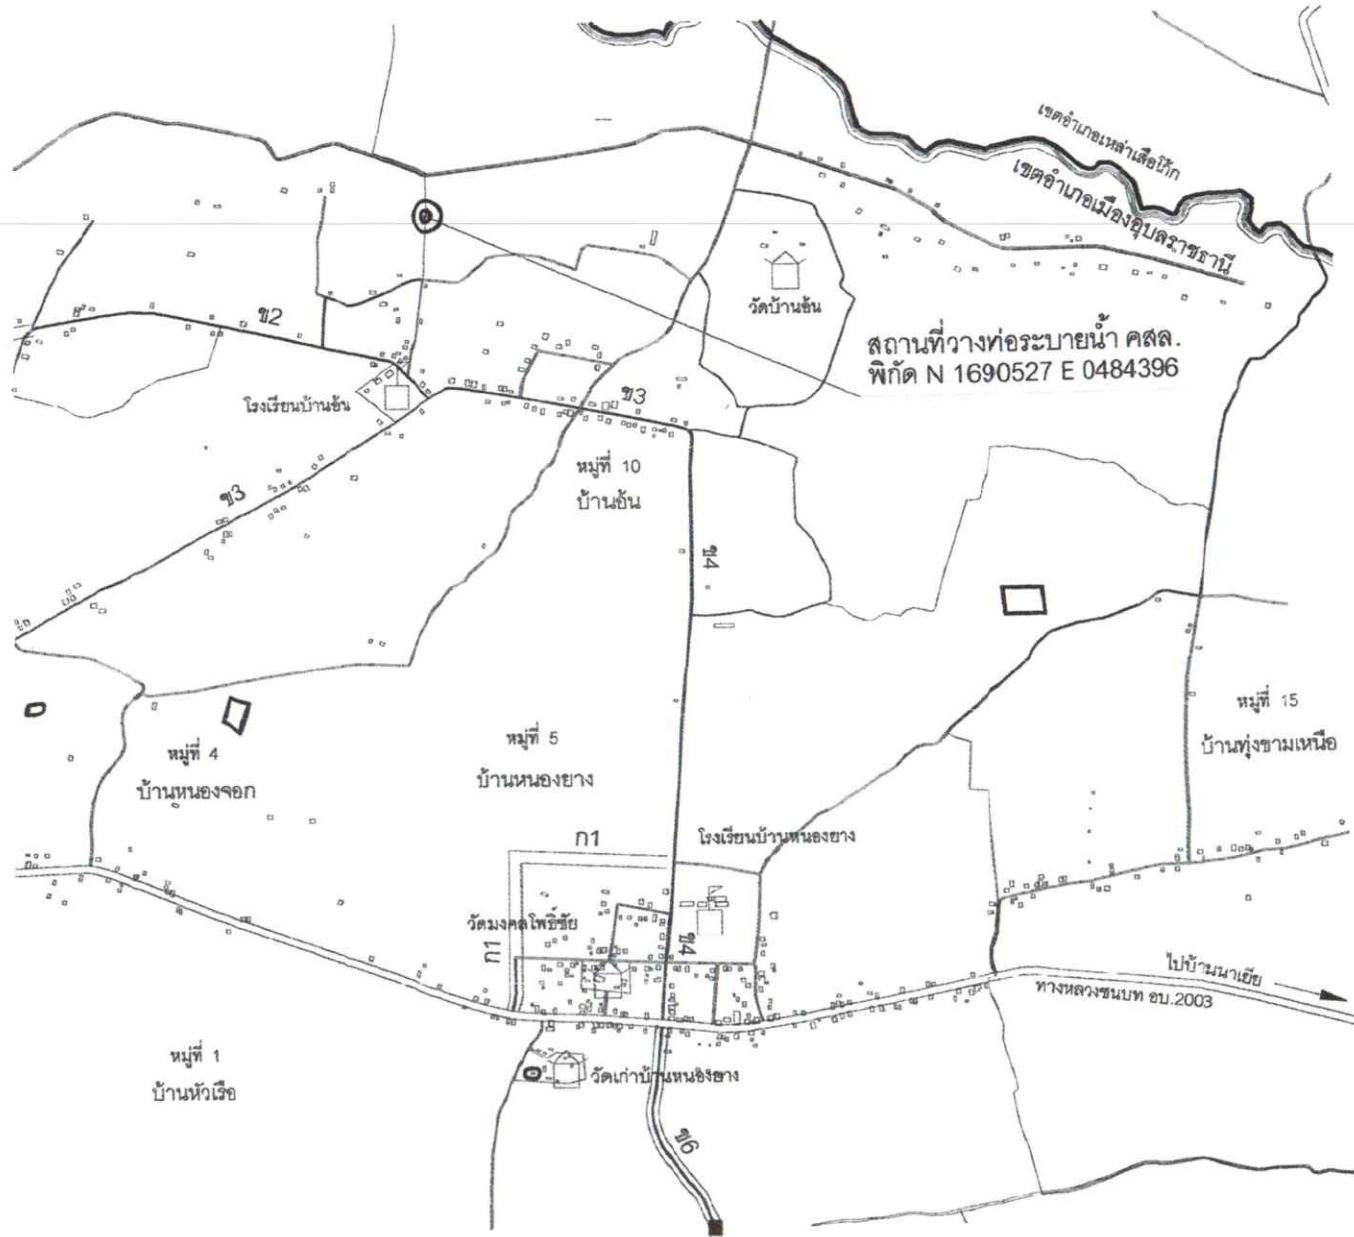 เขตอำเภอเหล่าเสือโก้ก
เขตอำเภอเมืองอุบลราชธานี
วัดบ้านอ้น
ข2
สถานที่วางท่อระบายน้ำ คสล.
พิกัด N 1690527 E 0484396
โรงเรียนบ้านอ้น
ข3
ข3
หมู่ที่ 10
บ้านอ้น
ข4
หมู่ที่ 15
บ้านทุ่งขามเหนือ
หมู่ที่ 4
บ้านหนองจอก
หมู่ที่ 5
บ้านหนองยาง
ก1
โรงเรียนบ้านหนองยาง
วัดมงคลโพธิ์ชัย
ก1
ข4
ไปบ้านนาเยีย
ทางหลวงชนบท อบ.2003
หมู่ที่ 1
บ้านหัวเรือ
วัดเก่าบ้านหนองยาง
ข6